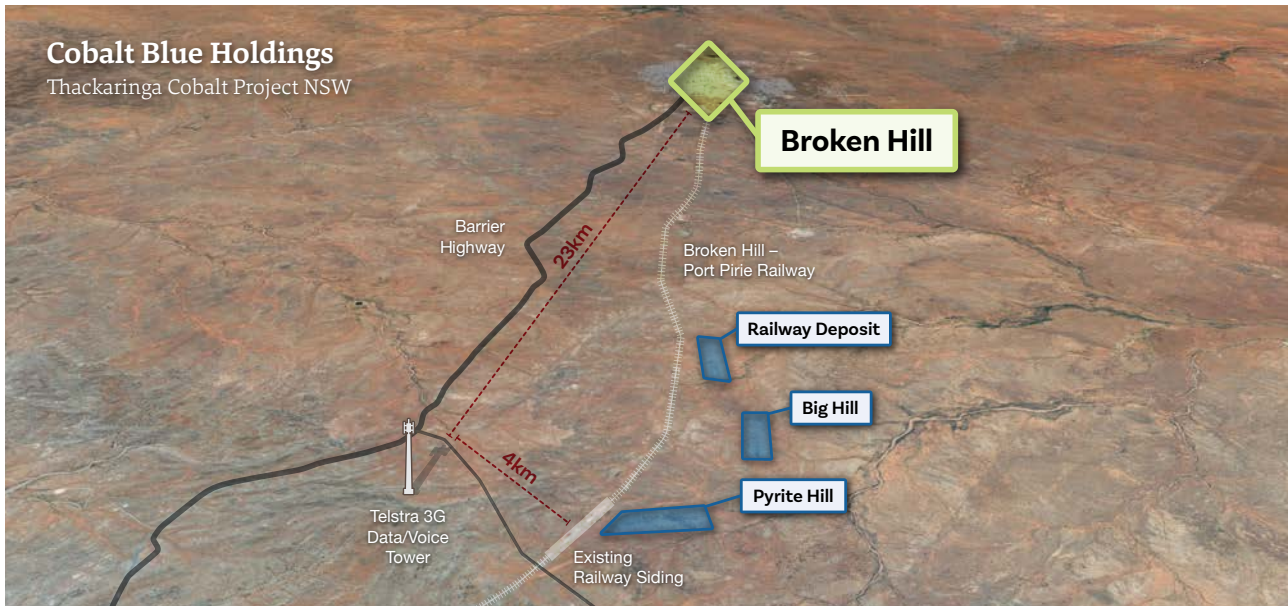 Cobalt Blue Holdings
Thackaringa Cobalt Project NSW
Broken Hill
Barrier
Highway
23km
Broken Hill –
Port Pirie Railway
Railway Deposit
Big Hill
4km
Pyrite Hill
Telstra 3G
Data/Voice
Tower
Existing
Railway Siding